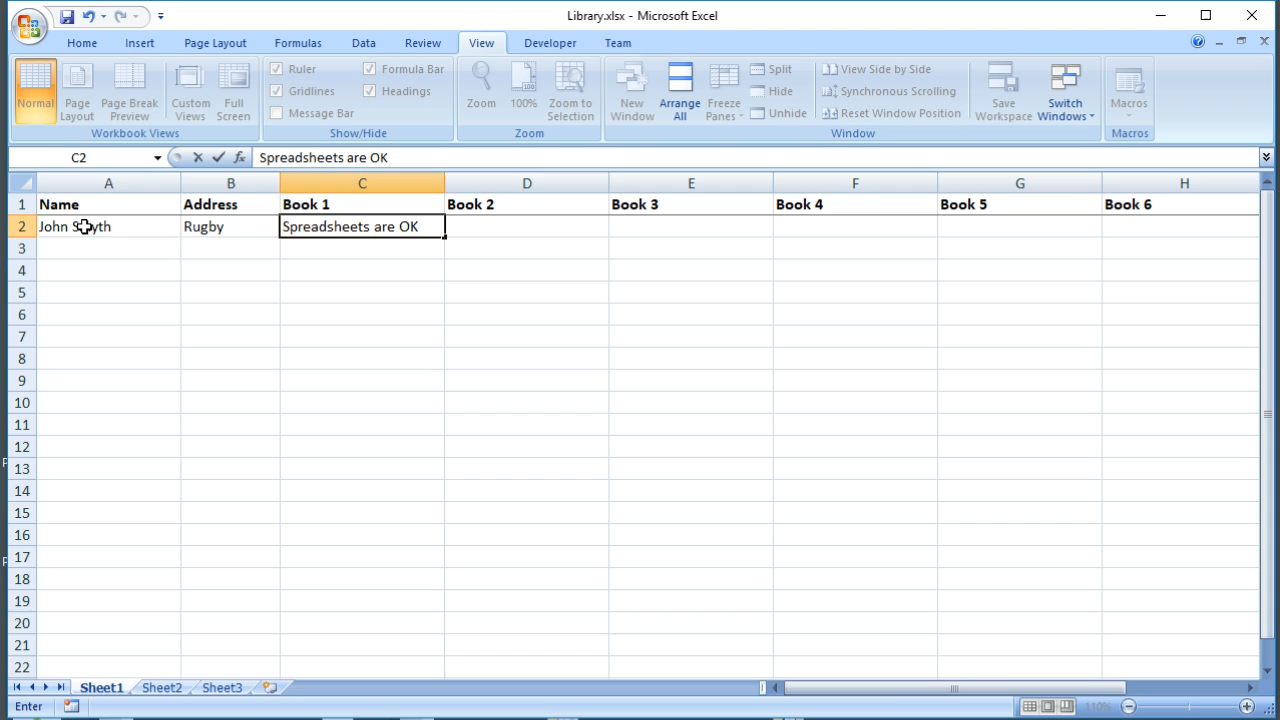 Library.xlsx - Microsoft Excel
Home Insert Page Layout Formulas Data Review View Developer Team
Normal
Page Layout
Page Break Preview
Custom Views
Full Screen
Workbook Views
Ruler
Formula Bar
Gridlines
Headings
Message Bar
Show/Hide
Zoom
100%
Zoom to Selection
Zoom
New Window
Arrange All
Freeze Panes
Split
Hide
Unhide
View Side by Side
Synchronous Scrolling
Reset Window Position
Save Workspace
Switch Windows
Window
Macros
Macros
C2 fx Spreadsheets are OK
A B C D E F G H
1 Name Address Book 1 Book 2 Book 3 Book 4 Book 5 Book 6
2 John Smyth Rugby Spreadsheets are OK
3
4
5
6
7
8
9
10
11
12
13
14
15
16
17
18
19
20
21
22
Sheet1 Sheet2 Sheet3
Enter 110%